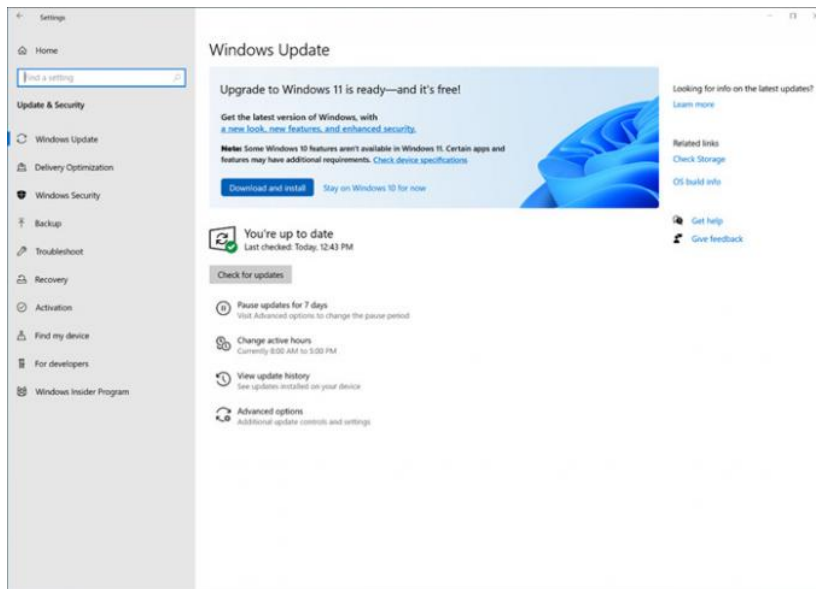 Settings
Home
Find a setting
Update & Security
Windows Update
Delivery Optimization
Windows Security
Backup
Troubleshoot
Recovery
Activation
Find my device
For developers
Windows Insider Program
Windows Update
Upgrade to Windows 11 is ready—and it's free!
Get the latest version of Windows, with
a new look, new features, and enhanced security.
Note: Some Windows 10 features aren't available in Windows 11. Certain apps and
features may have additional requirements. Check device specifications
Download and install
Stay on Windows 10 for now
You're up to date
Last checked: Today, 12:43 PM
Check for updates
Pause updates for 7 days
Visit Advanced options to change the pause period
Change active hours
Currently 8:00 AM to 5:00 PM
View update history
See updates installed on your device
Advanced options
Additional update controls and settings
Looking for info on the latest updates?
Learn more
Related links
Check Storage
OS build info
Get help
Give feedback